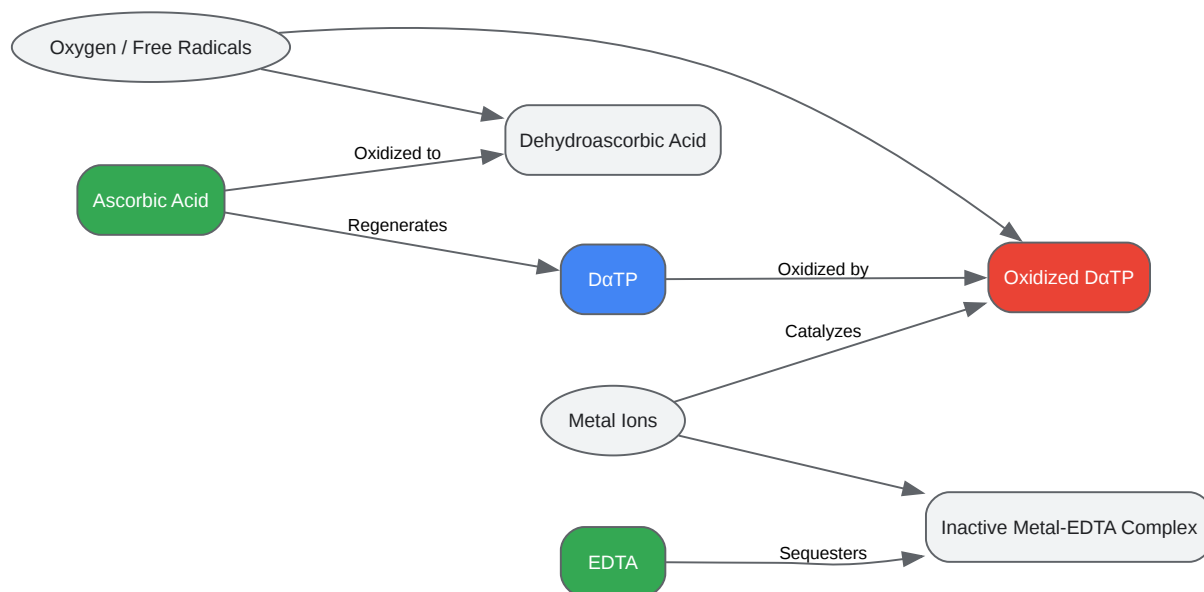 Oxygen / Free Radicals
Dehydroascorbic Acid
Oxidized to
Ascorbic Acid
Regenerates
DαTP
Oxidized by
Oxidized DαTP
Catalyzes
Metal Ions
Inactive Metal-EDTA Complex
Sequesters
EDTA